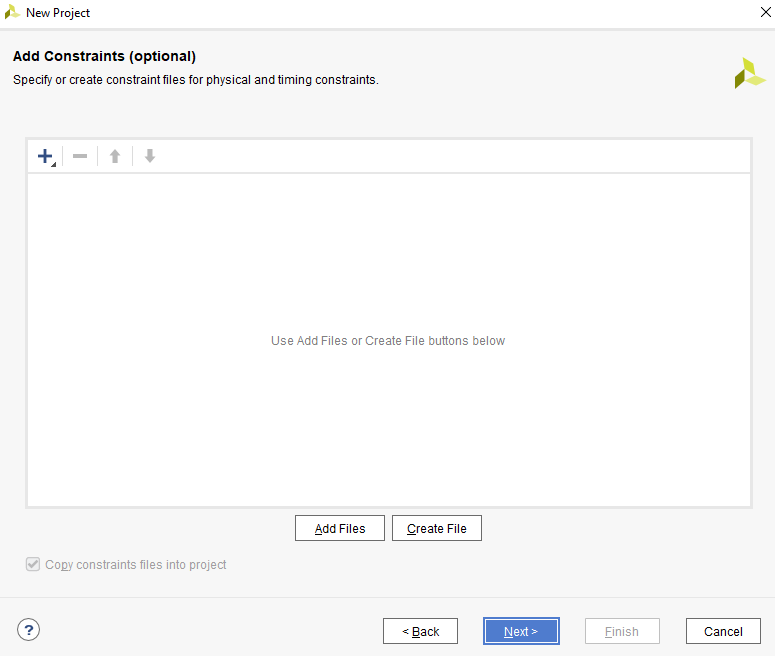 New Project
Add Constraints (optional)
Specify or create constraint files for physical and timing constraints.
Use Add Files or Create File buttons below
Add Files
Create File
Copy constraints files into project
?
< Back
Next >
Finish
Cancel